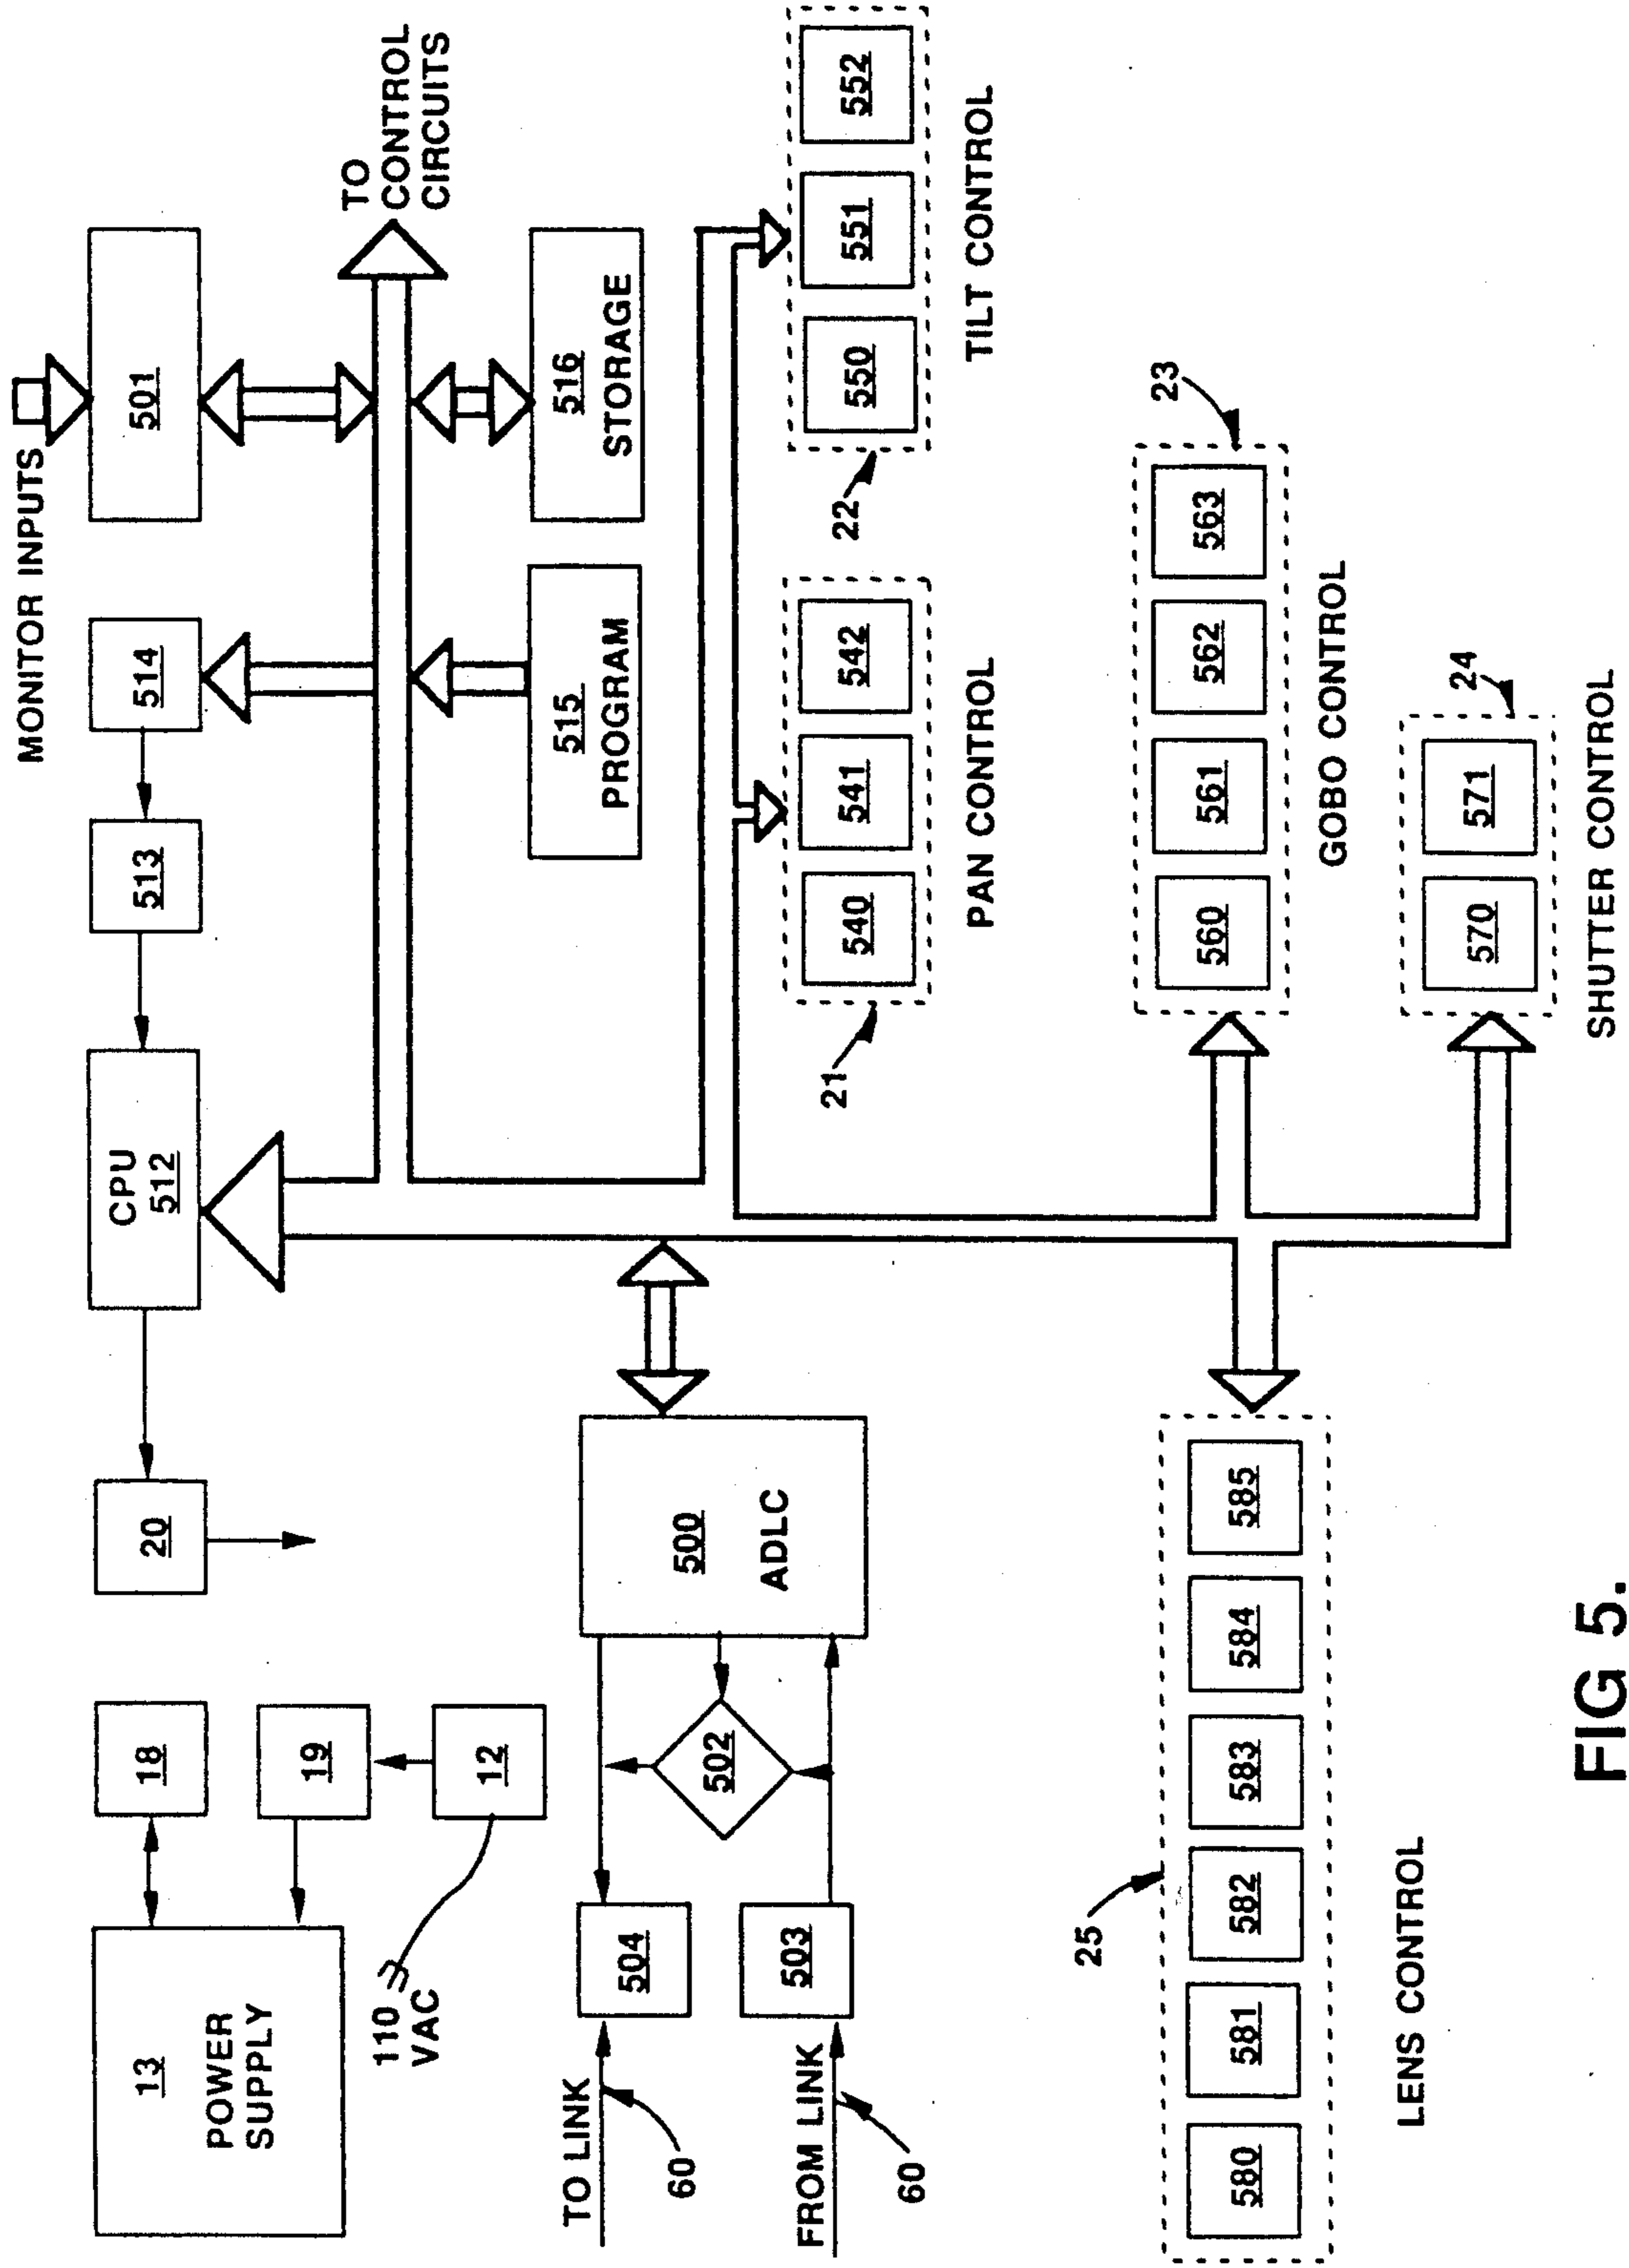 MONITOR INPUTS
501
514
513
CPU
512
20
18
19
12
13
POWER
SUPPLY
110
VAC
TO
CONTROL
CIRCUITS
516
STORAGE
515
PROGRAM
500
ADLC
502
504
503
TO LINK
60
FROM LINK
60
540
541
542
21
PAN CONTROL
550
551
552
22
TILT CONTROL
560
561
562
563
23
GOBO CONTROL
570
571
24
SHUTTER CONTROL
580
581
582
583
584
585
25
LENS CONTROL
FIG 5.